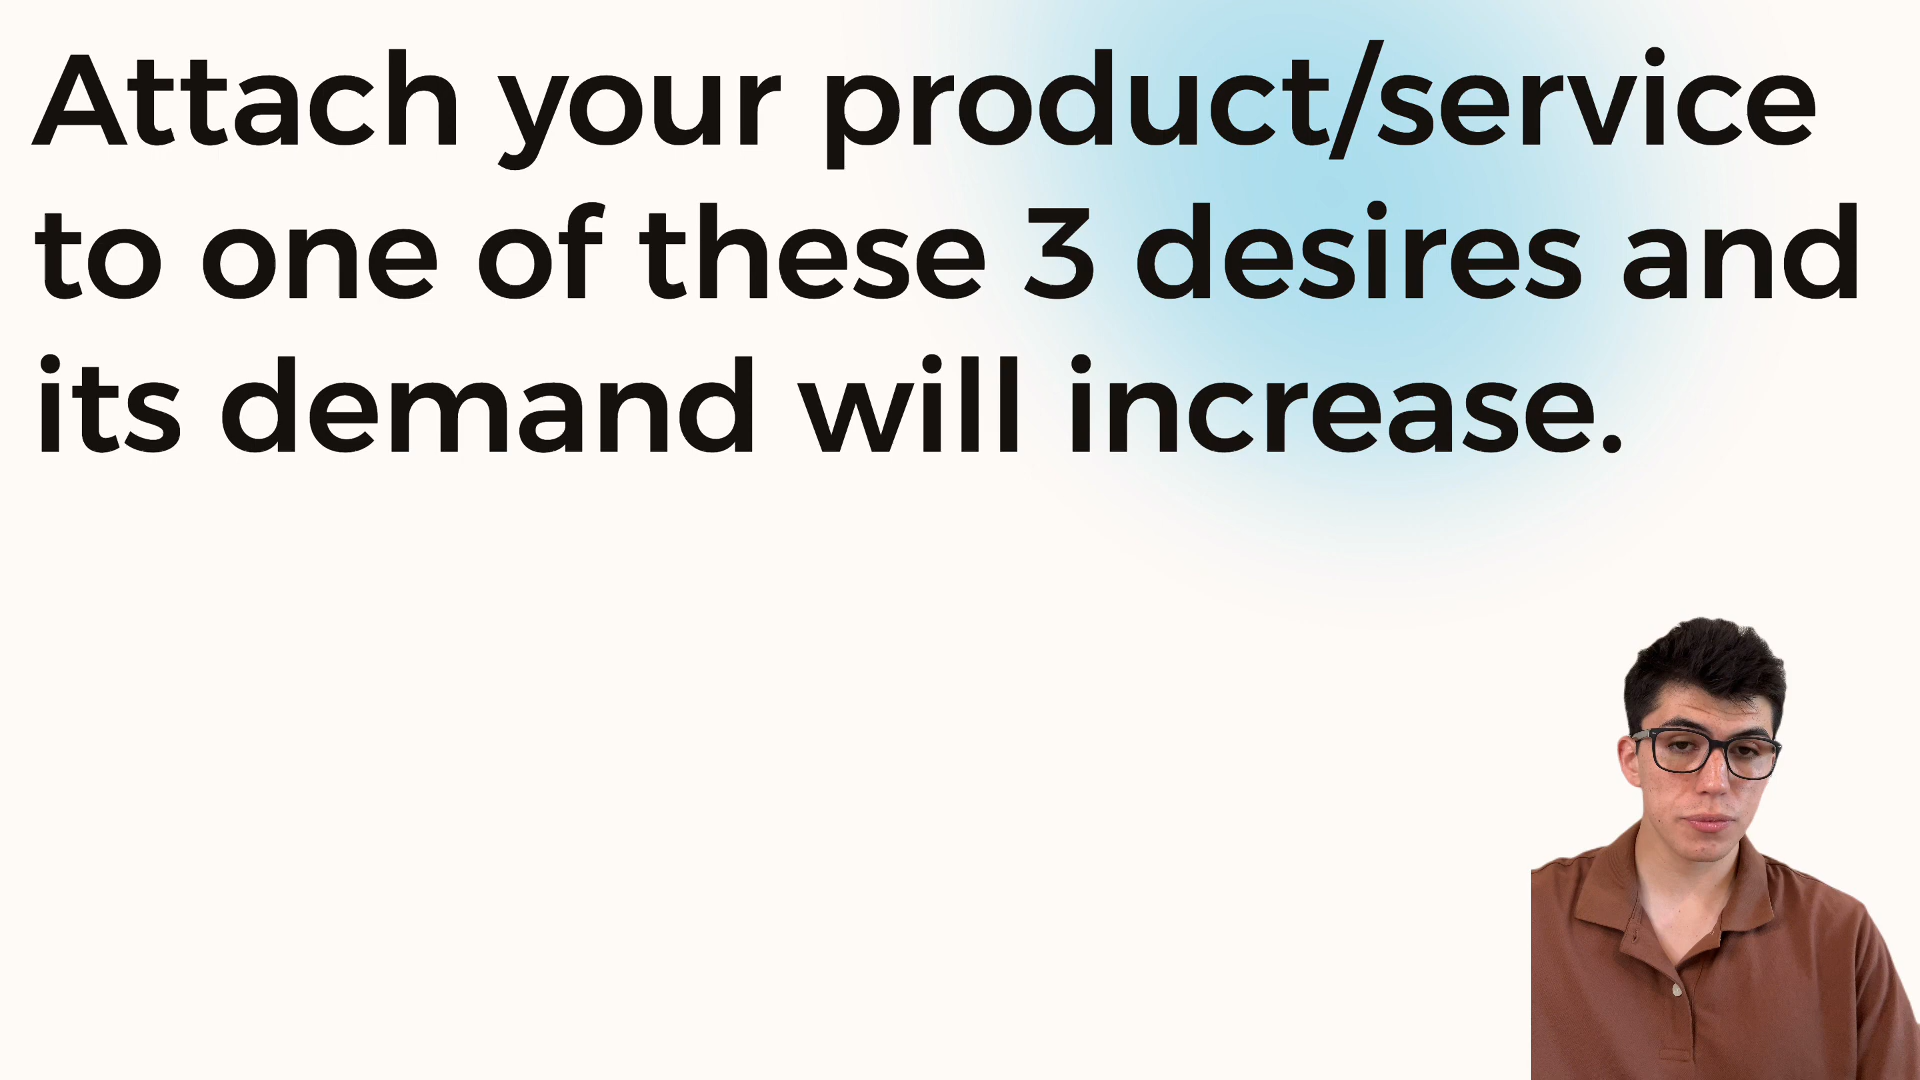 Attach your product/service
to one of these 3 desires and
its demand will increase.